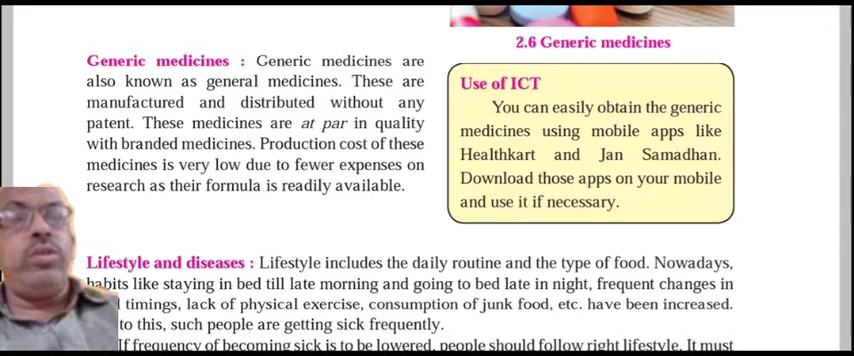 2.6 Generic medicines
Generic medicines : Generic medicines are
also known as general medicines. These are
manufactured and distributed without any
patent. These medicines are at par in quality
with branded medicines. Production cost of these
medicines is very low due to fewer expenses on
research as their formula is readily available.
Use of ICT
You can easily obtain the generic
medicines using mobile apps like
Healthkart and Jan Samadhan.
Download those apps on your mobile
and use it if necessary.
Lifestyle and diseases : Lifestyle includes the daily routine and the type of food. Nowadays,
habits like staying in bed till late morning and going to bed late in night, frequent changes in
timings, lack of physical exercise, consumption of junk food, etc. have been increased.
to this, such people are getting sick frequently.
If frequency of becoming sick is to be lowered, people should follow right lifestyle. It must